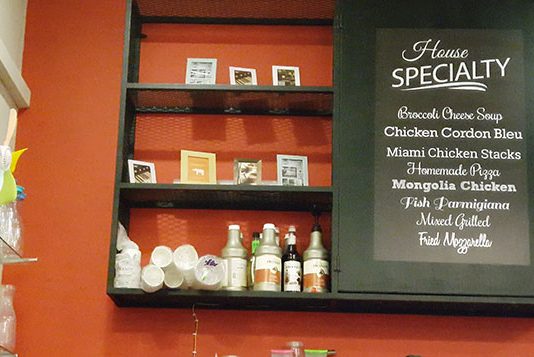 House
SPECIALTY
Broccoli Cheese Soup
Chicken Cordon Bleu
Miami Chicken Stacks
Homemade Pizza
Mongolia Chicken
Fish Parmigiana
Mixed Grilled
Fried Mozzarella